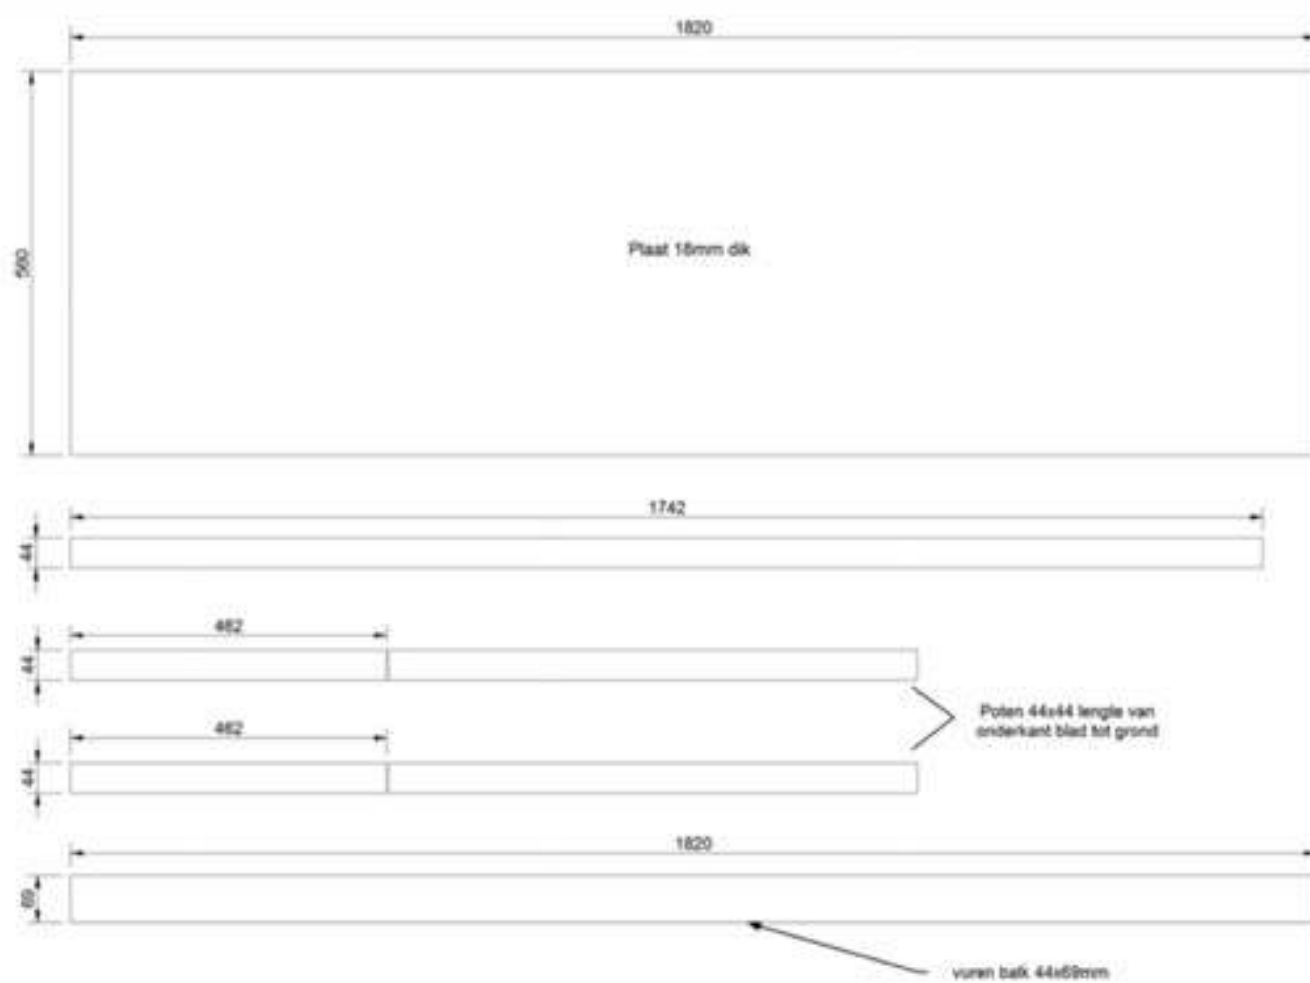 1820
560
Plaat 18mm dik
1742
44
462
44
462
44
Poten 44x44 lengte van
onderkant blad tot grond
1820
69
vuren balk 44x69mm